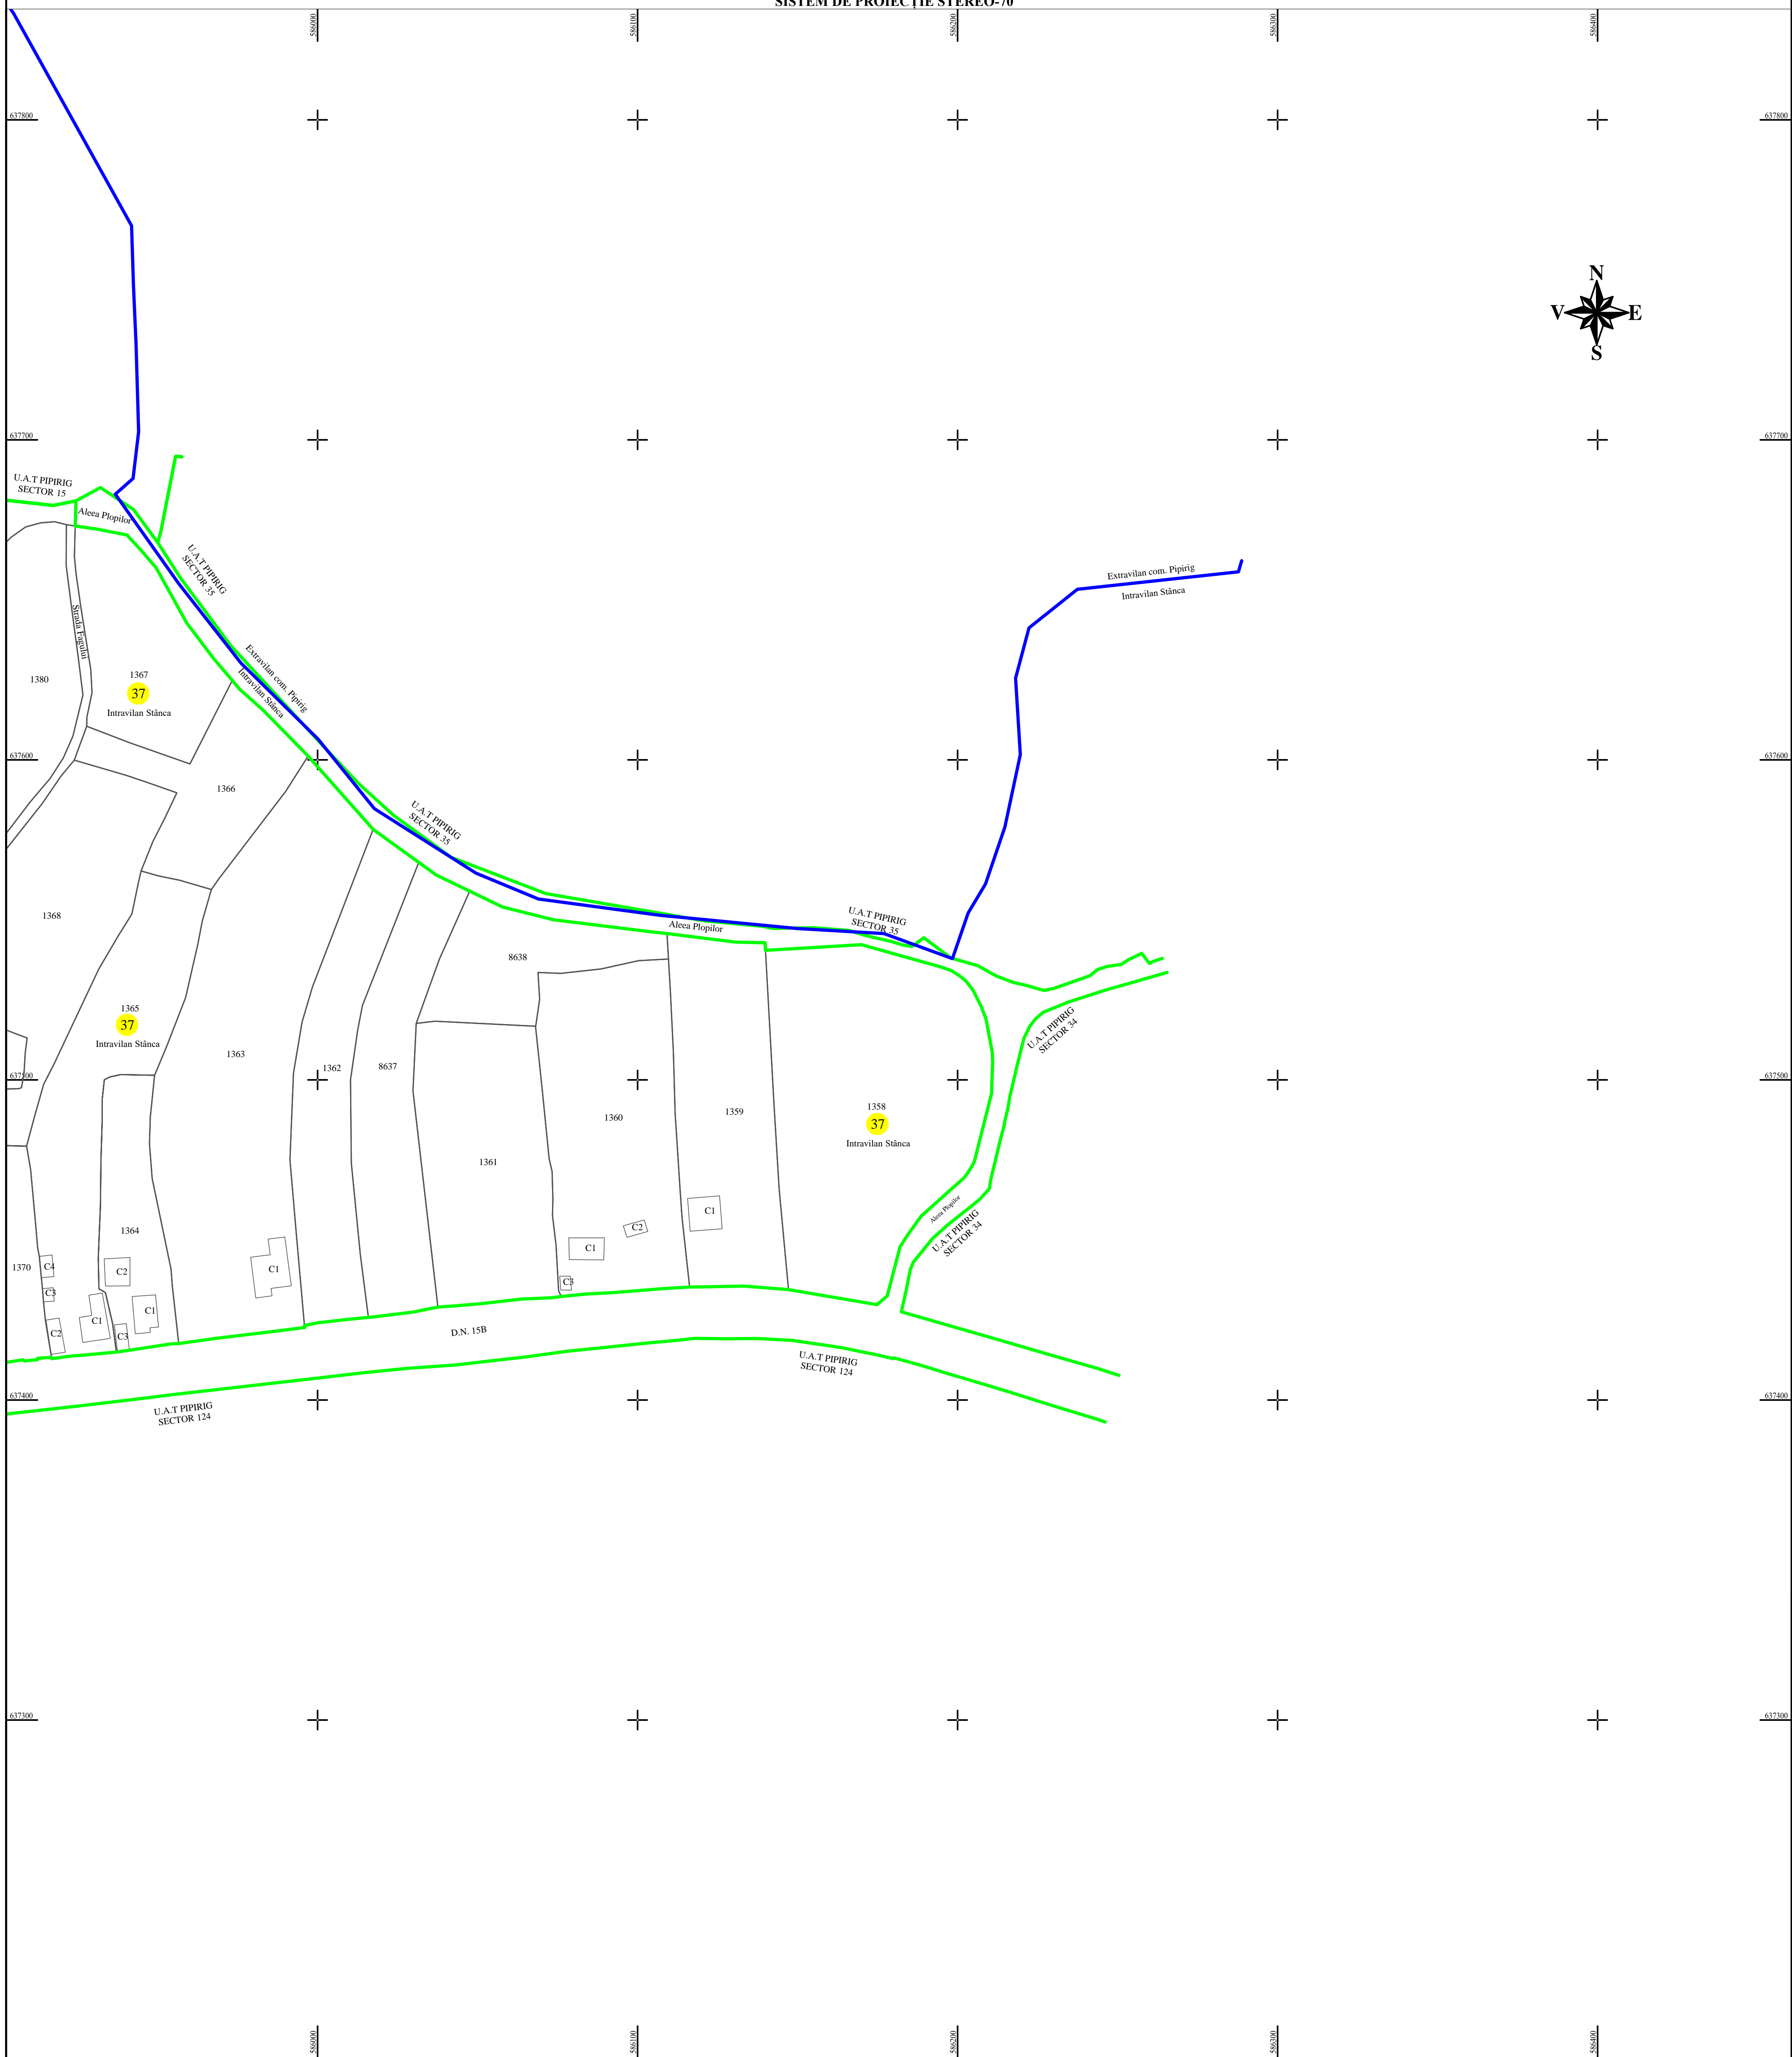 SISTEM DE PROIECȚIE STEREO-70
586000
586100
586200
586300
586400
637800
637800
N
V
E
S
637700
637700
U.A.T PIPIRIG
SECTOR 15
Aleea Plopilor
U.A.T PIPIRIG
SECTOR 35
Extravilan com. Pipirig
Intravilan Stânca
Strada Fagului
1380
1367
37
Intravilan Stânca
Extravilan com. Pipirig
Intravilan Stânca
637600
637600
1366
U.A.T PIPIRIG
SECTOR 35
1368
U.A.T PIPIRIG
SECTOR 35
Aleea Plopilor
8638
1365
37
Intravilan Stânca
U.A.T PIPIRIG
SECTOR 34
1363
1362
8637
637500
637500
1360
1359
1358
37
Intravilan Stânca
1361
1364
Aleea Plopilor
U.A.T PIPIRIG
SECTOR 34
C1
C2
C1
C3
1370
C4
C3
C2
C2
C1
C1
C3
C1
D.N. 15B
U.A.T PIPIRIG
SECTOR 124
637400
637400
U.A.T PIPIRIG
SECTOR 124
637300
637300
586000
586100
586200
586300
586400